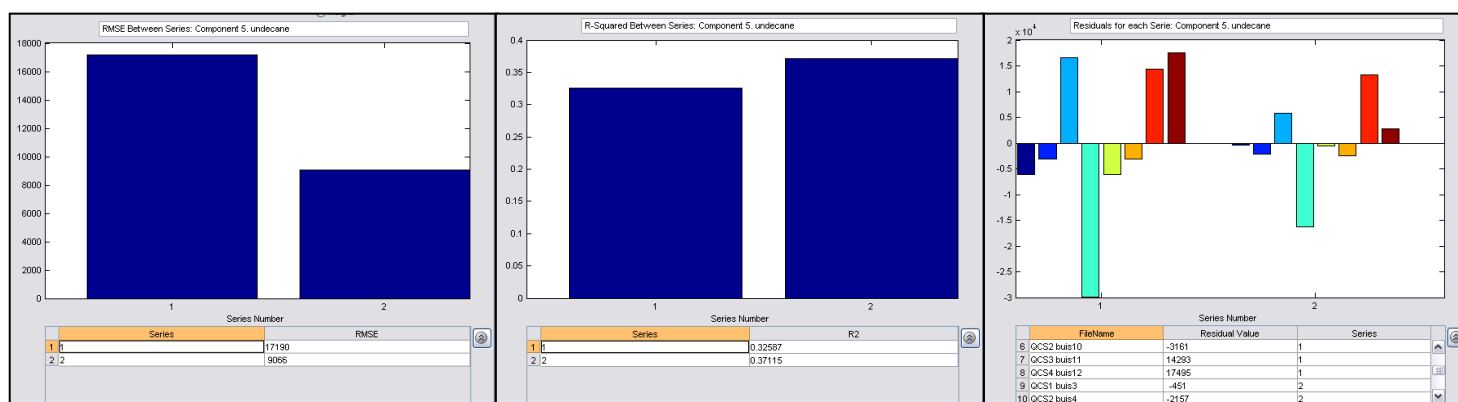 RMSE Between Series: Component 5. undecane
18000
16000
14000
12000
10000
8000
6000
4000
2000
0
1 2
Series Number
Series RMSE
1 1 17190
2 2 9066
R-Squared Between Series: Component 5. undecane
0.4
0.35
0.3
0.25
0.2
0.15
0.1
0.05
0
1 2
Series Number
Series R2
1 1 0.32587
2 2 0.37115
Residuals for each Serie: Component 5. undecane
x 10⁴
2
1.5
1
0.5
0
-0.5
-1
-1.5
-2
-2.5
-3
1 2
Series Number
FileName Residual Value Series
6 QCS2 buis10 -3161 1
7 QCS3 buis11 14293 1
8 QCS4 buis12 17495 1
9 QCS1 buis3 -451 2
10 QCS2 buis4 -2157 2